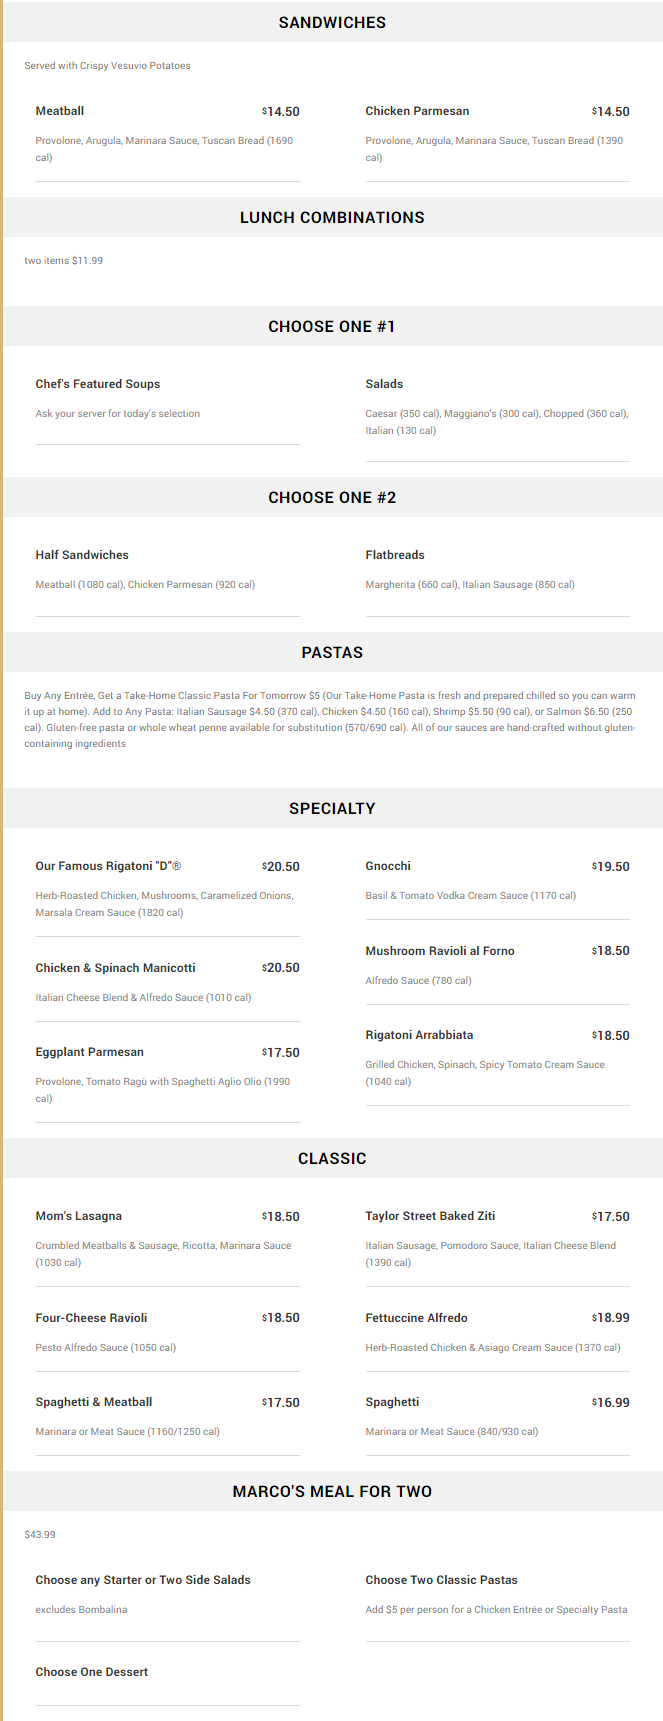 SANDWICHES
Served with Crispy Vesuvio Potatoes
Meatball $14.50
Provolone, Arugula, Marinara Sauce, Tuscan Bread (1690
cal)
Chicken Parmesan $14.50
Provolone, Arugula, Marinara Sauce, Tuscan Bread (1390
cal)
LUNCH COMBINATIONS
two items $11.99
CHOOSE ONE #1
Chef's Featured Soups
Ask your server for today's selection
Salads
Caesar (350 cal), Maggiano's (300 cal), Chopped (360 cal),
Italian (130 cal)
CHOOSE ONE #2
Half Sandwiches
Meatball (1080 cal), Chicken Parmesan (920 cal)
Flatbreads
Margherita (660 cal), Italian Sausage (850 cal)
PASTAS
Buy Any Entrée, Get a Take-Home Classic Pasta For Tomorrow $5 (Our Take-Home Pasta is fresh and prepared chilled so you can warm
it up at home). Add to Any Pasta: Italian Sausage $4.50 (370 cal), Chicken $4.50 (160 cal), Shrimp $5.50 (90 cal), or Salmon $6.50 (250
cal). Gluten-free pasta or whole wheat penne available for substitution (570/690 cal). All of our sauces are hand-crafted without gluten-
containing ingredients
SPECIALTY
Our Famous Rigatoni "D"® $20.50
Herb-Roasted Chicken, Mushrooms, Caramelized Onions,
Marsala Cream Sauce (1820 cal)
Chicken & Spinach Manicotti $20.50
Italian Cheese Blend & Alfredo Sauce (1010 cal)
Eggplant Parmesan $17.50
Provolone, Tomato Ragù with Spaghetti Aglio Olio (1990
cal)
Gnocchi $19.50
Basil & Tomato Vodka Cream Sauce (1170 cal)
Mushroom Ravioli al Forno $18.50
Alfredo Sauce (780 cal)
Rigatoni Arrabbiata $18.50
Grilled Chicken, Spinach, Spicy Tomato Cream Sauce
(1040 cal)
CLASSIC
Mom's Lasagna $18.50
Crumbled Meatballs & Sausage, Ricotta, Marinara Sauce
(1030 cal)
Four-Cheese Ravioli $18.50
Pesto Alfredo Sauce (1050 cal)
Spaghetti & Meatball $17.50
Marinara or Meat Sauce (1160/1250 cal)
Taylor Street Baked Ziti $17.50
Italian Sausage, Pomodoro Sauce, Italian Cheese Blend
(1390 cal)
Fettuccine Alfredo $18.99
Herb-Roasted Chicken & Asiago Cream Sauce (1370 cal)
Spaghetti $16.99
Marinara or Meat Sauce (840/930 cal)
MARCO'S MEAL FOR TWO
$43.99
Choose any Starter or Two Side Salads
excludes Bombalina
Choose Two Classic Pastas
Add $5 per person for a Chicken Entrée or Specialty Pasta
Choose One Dessert